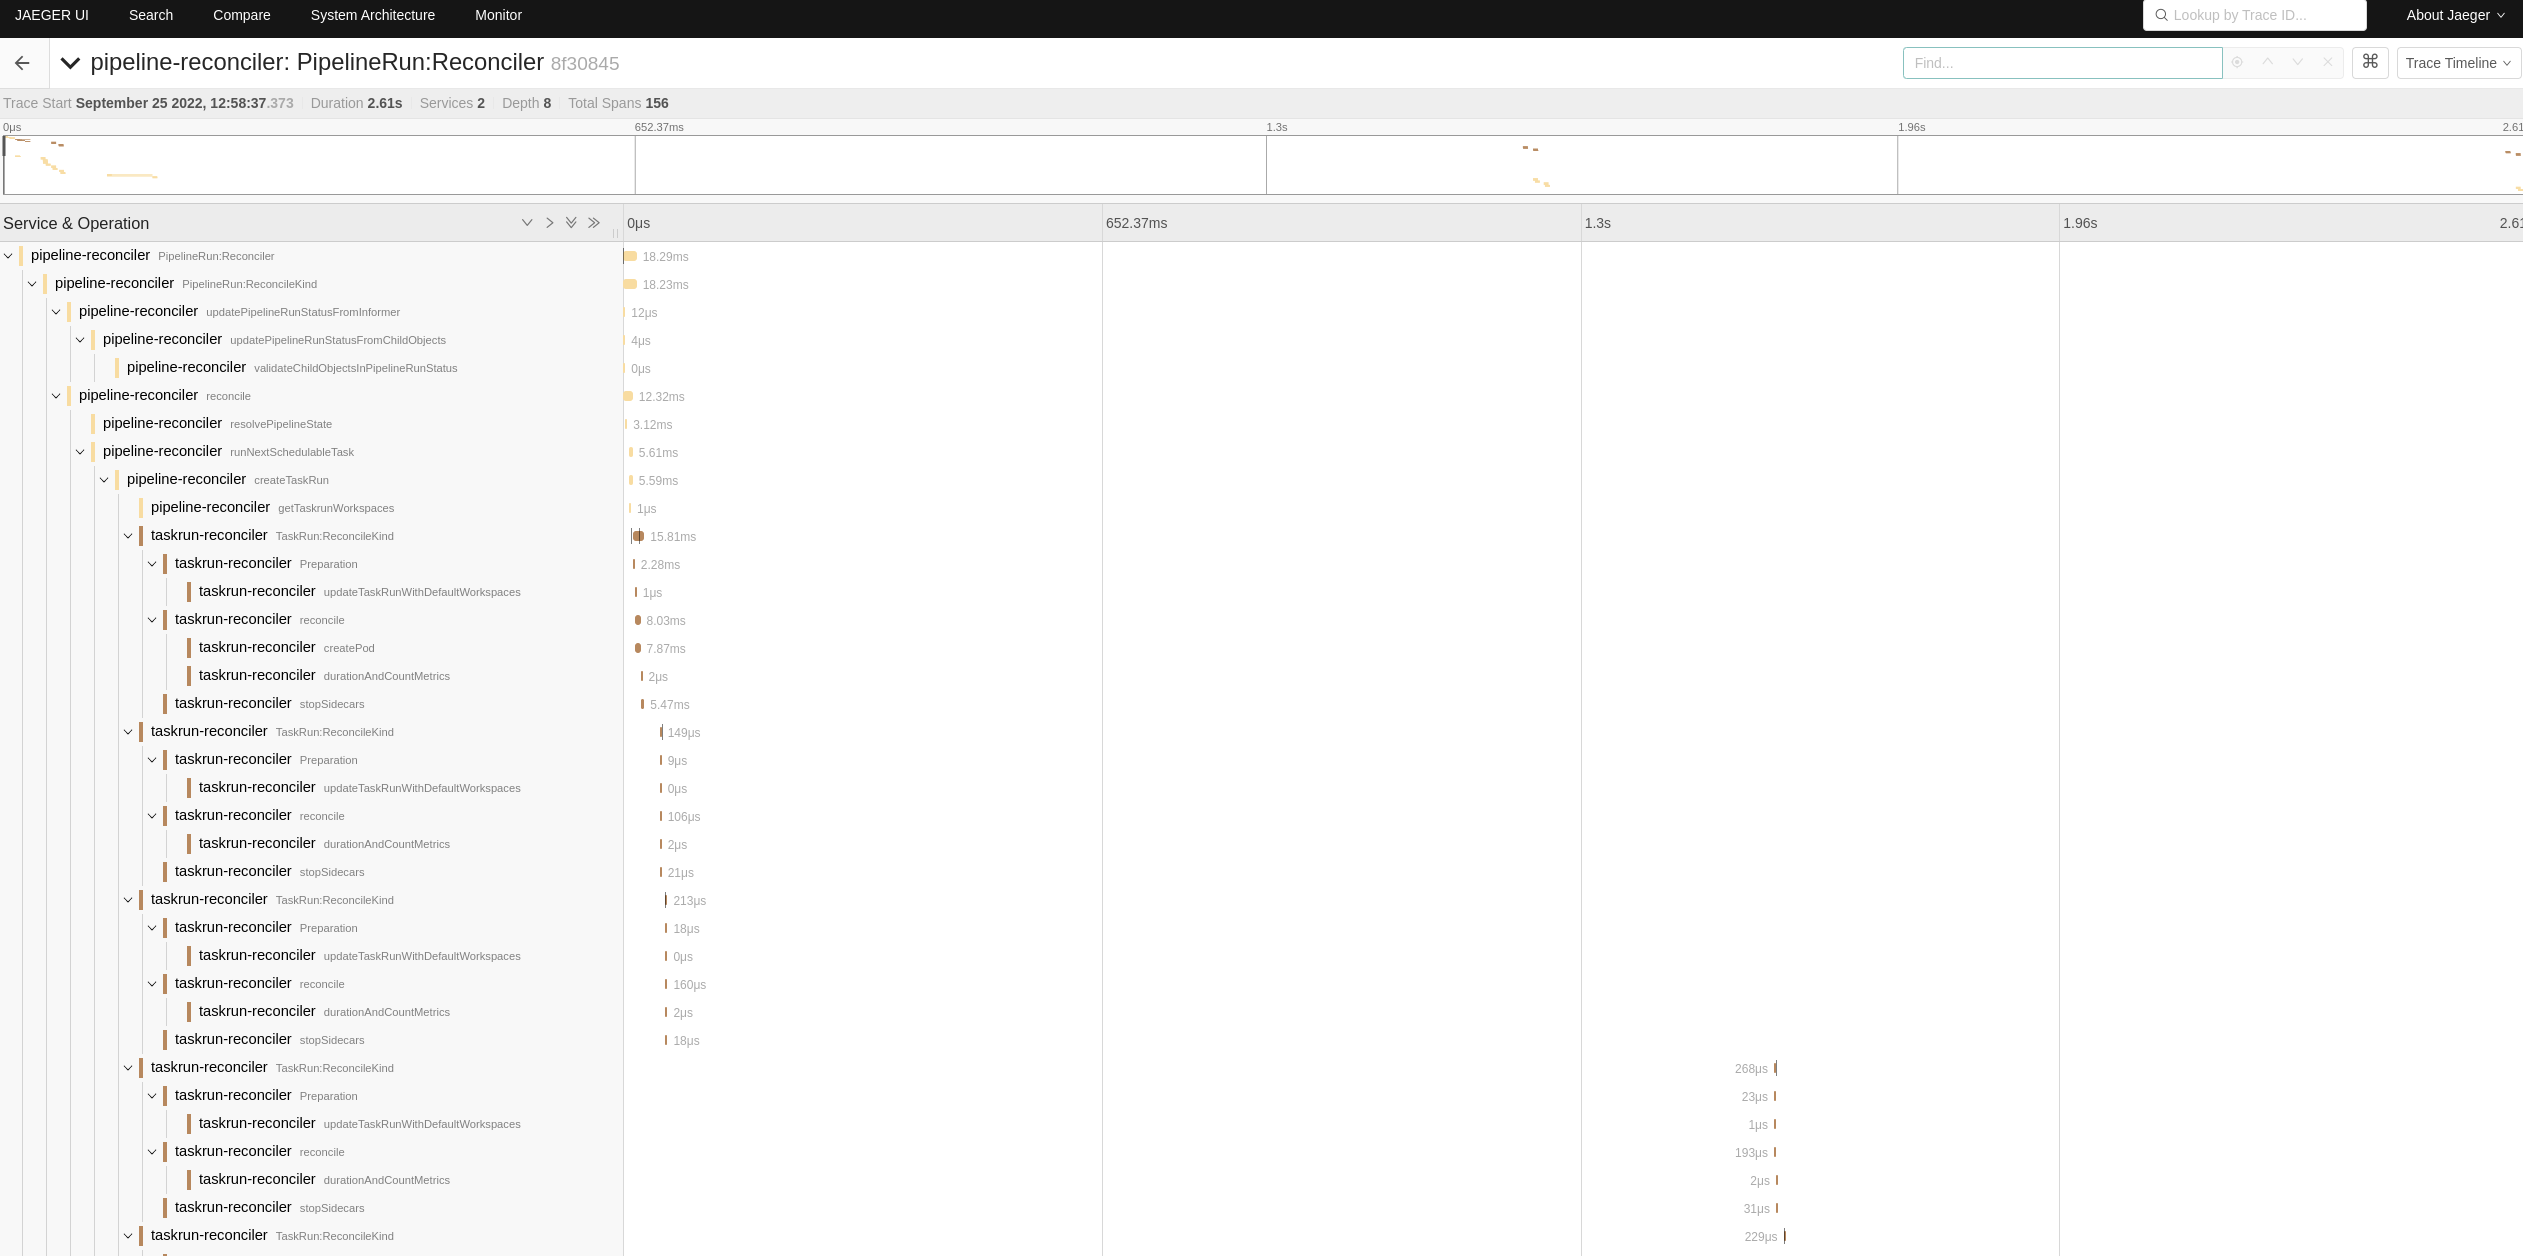 JAEGER UI Search Compare System Architecture Monitor Lookup by Trace ID... About Jaeger
pipeline-reconciler: PipelineRun:Reconciler 8f30845 Find... ⌘ Trace Timeline
Trace Start September 25 2022, 12:58:37.373 Duration 2.61s Services 2 Depth 8 Total Spans 156
0μs 652.37ms 1.3s 1.96s 2.61
Service & Operation 0μs 652.37ms 1.3s 1.96s 2.61
pipeline-reconciler PipelineRun:Reconciler 18.29ms
pipeline-reconciler PipelineRun:ReconcileKind 18.23ms
pipeline-reconciler updatePipelineRunStatusFromInformer 12μs
pipeline-reconciler updatePipelineRunStatusFromChildObjects 4μs
pipeline-reconciler validateChildObjectsInPipelineRunStatus 0μs
pipeline-reconciler reconcile 12.32ms
pipeline-reconciler resolvePipelineState 3.12ms
pipeline-reconciler runNextSchedulableTask 5.61ms
pipeline-reconciler createTaskRun 5.59ms
pipeline-reconciler getTaskrunWorkspaces 1μs
taskrun-reconciler TaskRun:ReconcileKind 15.81ms
taskrun-reconciler Preparation 2.28ms
taskrun-reconciler updateTaskRunWithDefaultWorkspaces 1μs
taskrun-reconciler reconcile 8.03ms
taskrun-reconciler createPod 7.87ms
taskrun-reconciler durationAndCountMetrics 2μs
taskrun-reconciler stopSidecars 5.47ms
taskrun-reconciler TaskRun:ReconcileKind 149μs
taskrun-reconciler Preparation 9μs
taskrun-reconciler updateTaskRunWithDefaultWorkspaces 0μs
taskrun-reconciler reconcile 106μs
taskrun-reconciler durationAndCountMetrics 2μs
taskrun-reconciler stopSidecars 21μs
taskrun-reconciler TaskRun:ReconcileKind 213μs
taskrun-reconciler Preparation 18μs
taskrun-reconciler updateTaskRunWithDefaultWorkspaces 0μs
taskrun-reconciler reconcile 160μs
taskrun-reconciler durationAndCountMetrics 2μs
taskrun-reconciler stopSidecars 18μs
taskrun-reconciler TaskRun:ReconcileKind 268μs
taskrun-reconciler Preparation 23μs
taskrun-reconciler updateTaskRunWithDefaultWorkspaces 1μs
taskrun-reconciler reconcile 193μs
taskrun-reconciler durationAndCountMetrics 2μs
taskrun-reconciler stopSidecars 31μs
taskrun-reconciler TaskRun:ReconcileKind 229μs